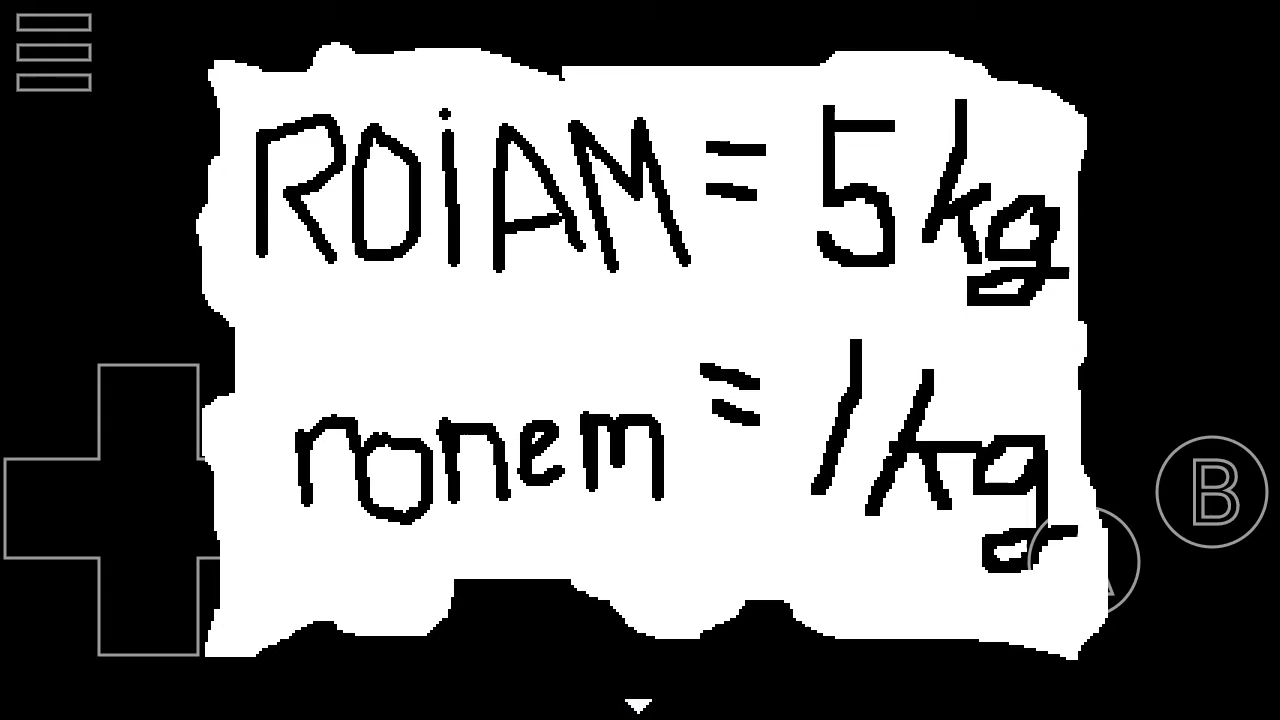 ROiAM = 5kg
ronem = 1kg
B
A